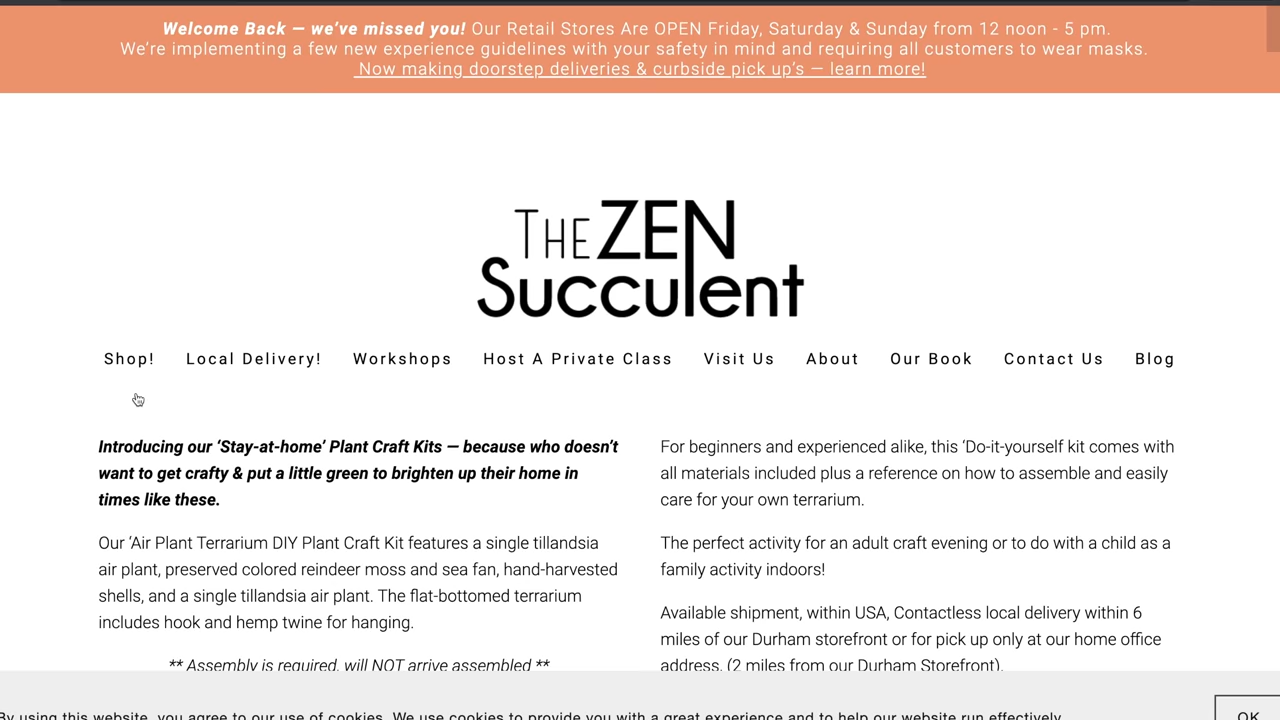 Welcome Back — we’ve missed you! Our Retail Stores Are OPEN Friday, Saturday & Sunday from 12 noon - 5 pm.
We’re implementing a few new experience guidelines with your safety in mind and requiring all customers to wear masks.
Now making doorstep deliveries & curbside pick up’s — learn more!
THE ZEN
Succulent
Shop! Local Delivery! Workshops Host A Private Class Visit Us About Our Book Contact Us Blog
Introducing our ‘Stay-at-home’ Plant Craft Kits — because who doesn’t
want to get crafty & put a little green to brighten up their home in
times like these.
Our ‘Air Plant Terrarium DIY Plant Craft Kit features a single tillandsia
air plant, preserved colored reindeer moss and sea fan, hand-harvested
shells, and a single tillandsia air plant. The flat-bottomed terrarium
includes hook and hemp twine for hanging.
** Assembly is required, will NOT arrive assembled **
For beginners and experienced alike, this ‘Do-it-yourself kit comes with
all materials included plus a reference on how to assemble and easily
care for your own terrarium.
The perfect activity for an adult craft evening or to do with a child as a
family activity indoors!
Available shipment, within USA, Contactless local delivery within 6
miles of our Durham storefront or for pick up only at our home office
address. (2 miles from our Durham Storefront).
By using this website, you agree to our use of cookies. We use cookies to provide you with a great experience and to help our website run effectively.
OK